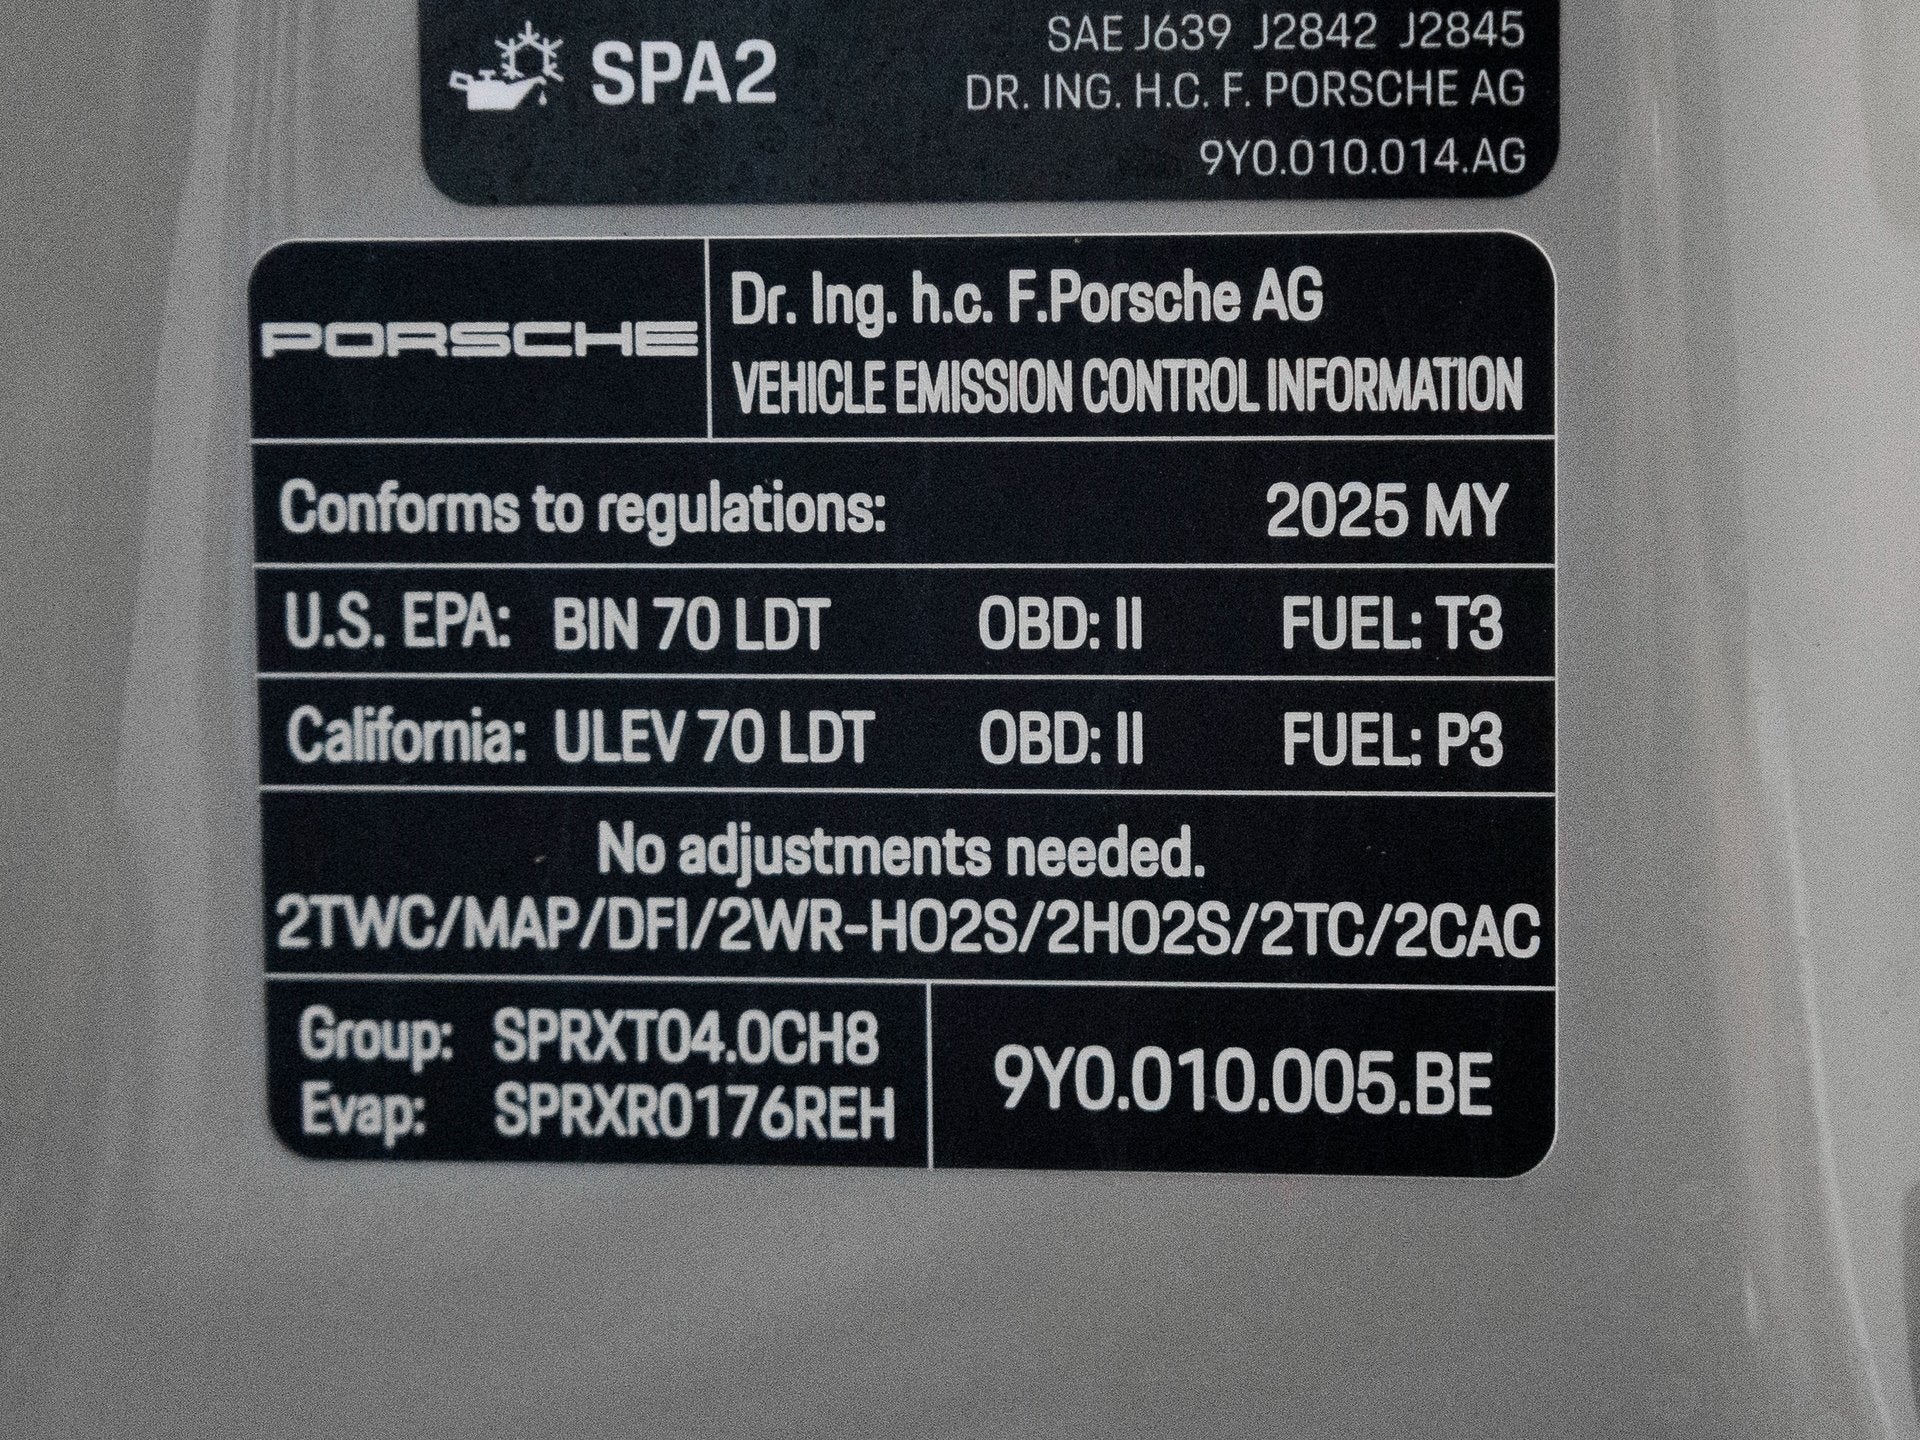 SPA2
SAE J639 J2842 J2845
DR. ING. H.C. F. PORSCHE AG
9Y0.010.014.AG
PORSCHE
Dr. Ing. h.c. F.Porsche AG
VEHICLE EMISSION CONTROL INFORMATION
Conforms to regulations: 2025 MY
U.S. EPA: BIN 70 LDT OBD: II FUEL: T3
California: ULEV 70 LDT OBD: II FUEL: P3
No adjustments needed.
2TWC/MAP/DFI/2WR-HO2S/2HO2S/2TC/2CAC
Group: SPRXT04.0CH8
Evap: SPRXR0176REH
9Y0.010.005.BE